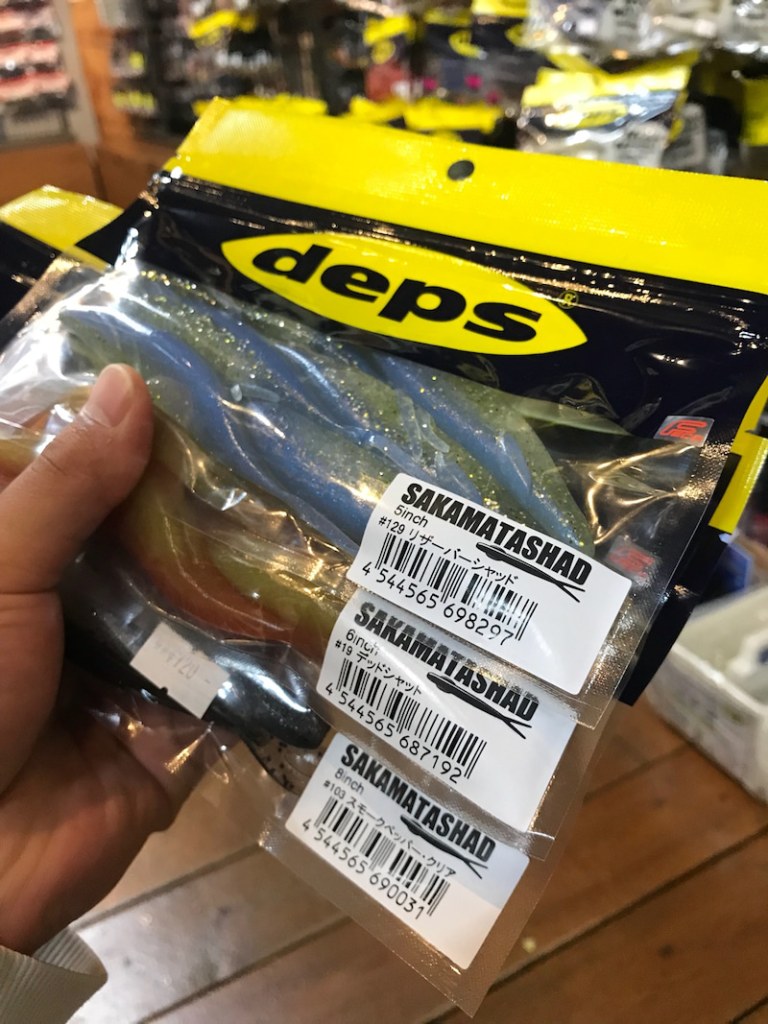 deps®
SAKAMATASHAD
5inch
#129 リザーバーシャッド
4 544565 698297
SAKAMATASHAD
6inch
#19 デッドシャット
4 544565 687192
SAKAMATASHAD
8inch
#103 スモークペッパー・クリア
4 544565 690031